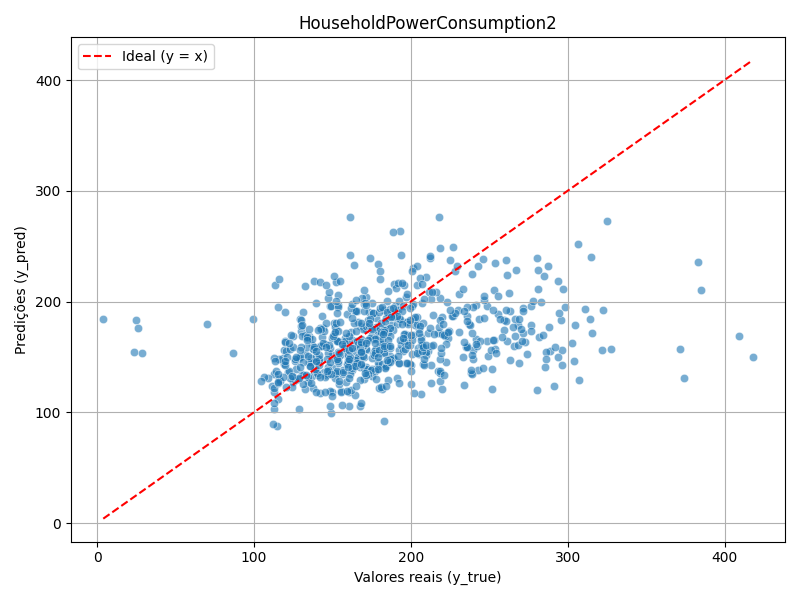 HouseholdPowerConsumption2
Ideal (y = x)
Predições (y_pred)
400
300
200
100
0
0
100
200
300
400
Valores reais (y_true)